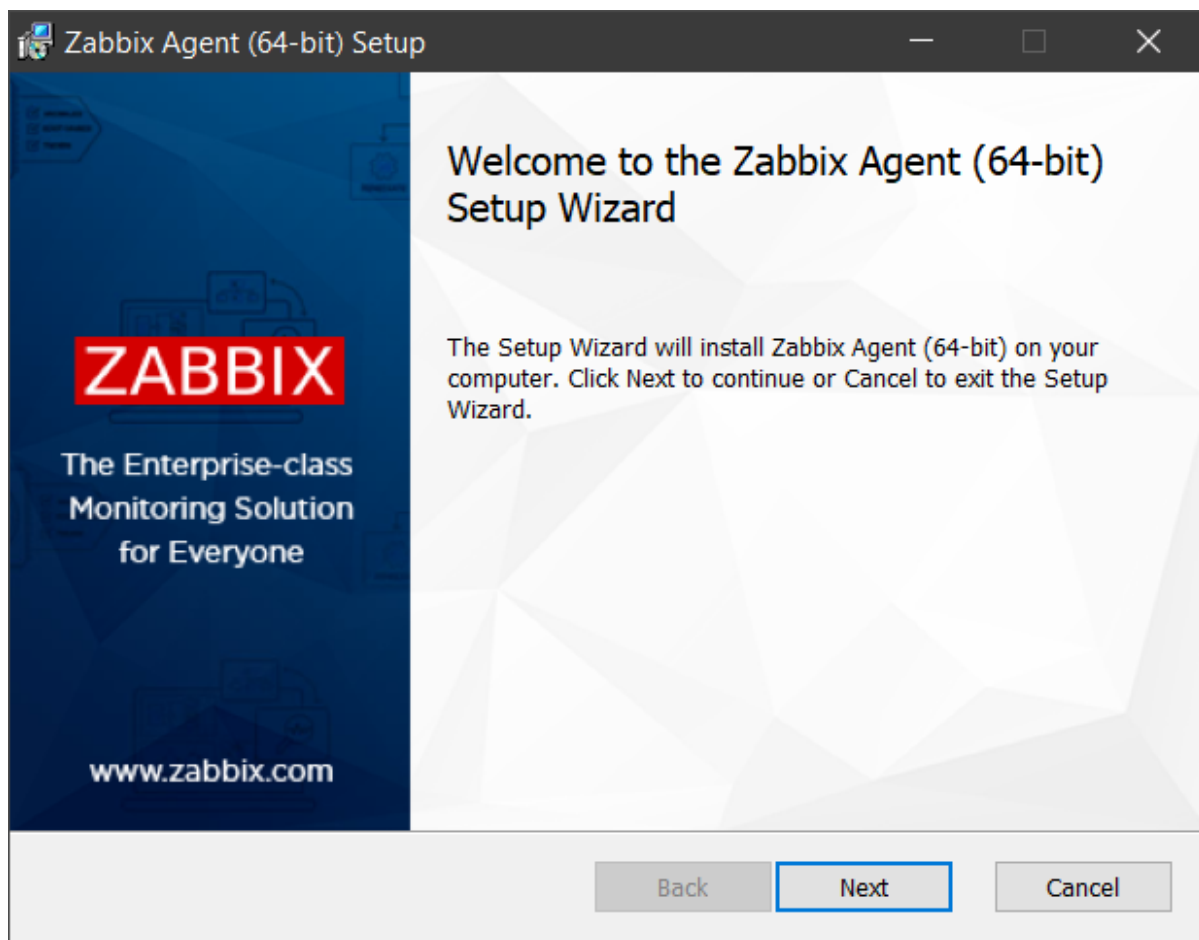 Zabbix Agent (64-bit) Setup
Welcome to the Zabbix Agent (64-bit)
Setup Wizard
The Setup Wizard will install Zabbix Agent (64-bit) on your
computer. Click Next to continue or Cancel to exit the Setup
Wizard.
ZABBIX
The Enterprise-class
Monitoring Solution
for Everyone
www.zabbix.com
Back
Next
Cancel